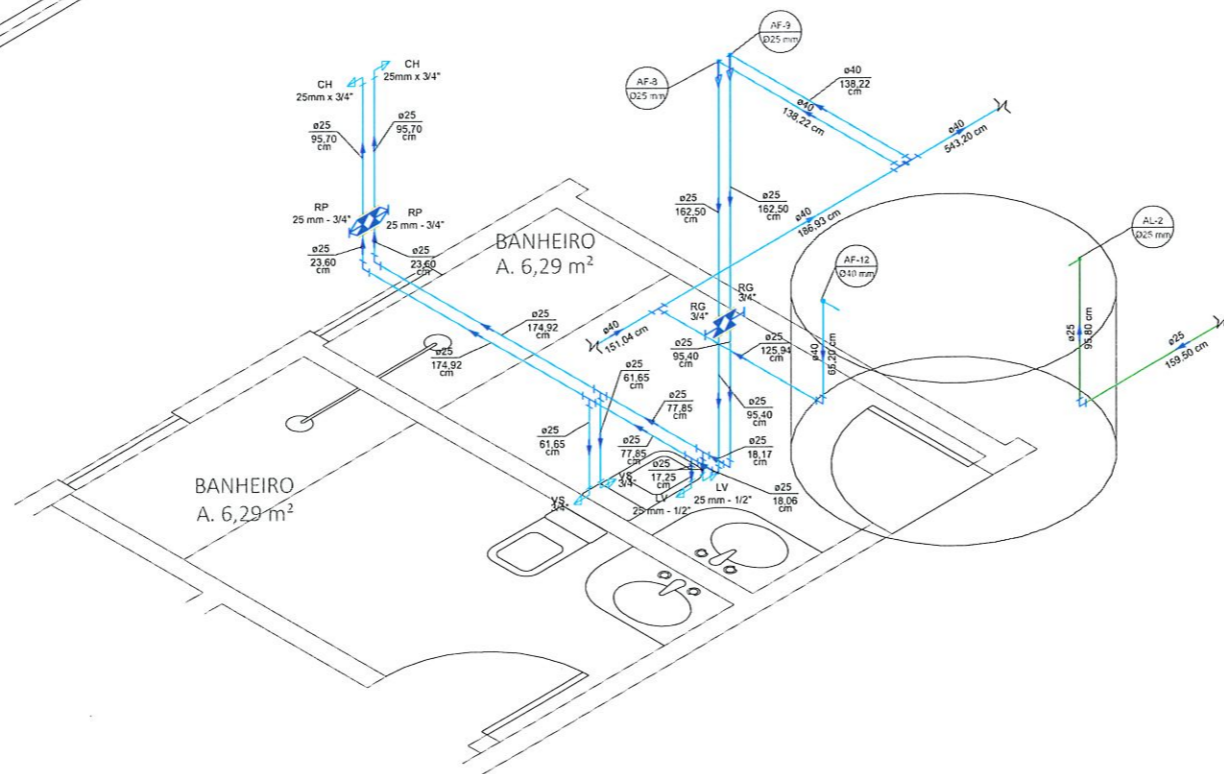 AF-9
Ø25 mm
AF-8
Ø25 mm
CH
25mm x 3/4"
CH
25mm x 3/4"
ø40
138,22
cm
ø40
138,22 cm
ø40
543,20 cm
ø25
95,70
cm
ø25
95,70
cm
RP
25 mm - 3/4"
RP
25 mm - 3/4"
ø25
162,50
cm
ø25
162,50
cm
ø40
186,93 cm
AL-2
Ø25 mm
BANHEIRO
A. 6,29 m²
ø25
23,60
cm
ø25
23,60
cm
AF-12
Ø40 mm
RG
3/4"
RG
3/4"
ø25
174,92
cm
ø25
174,92
cm
ø40
151,04 cm
ø25
95,40
cm
ø25
125,94
cm
ø40
65,20 cm
ø25
95,80 cm
ø25
159,50 cm
ø25
61,65
cm
ø25
77,85
cm
ø25
95,40
cm
ø25
61,65
cm
ø25
77,85
cm
ø25
18,17
cm
ø25
17,25
cm
ø25
18,06
cm
VS
3/4"
VS
3/4"
LV
25 mm - 1/2"
LV
25 mm - 1/2"
BANHEIRO
A. 6,29 m²